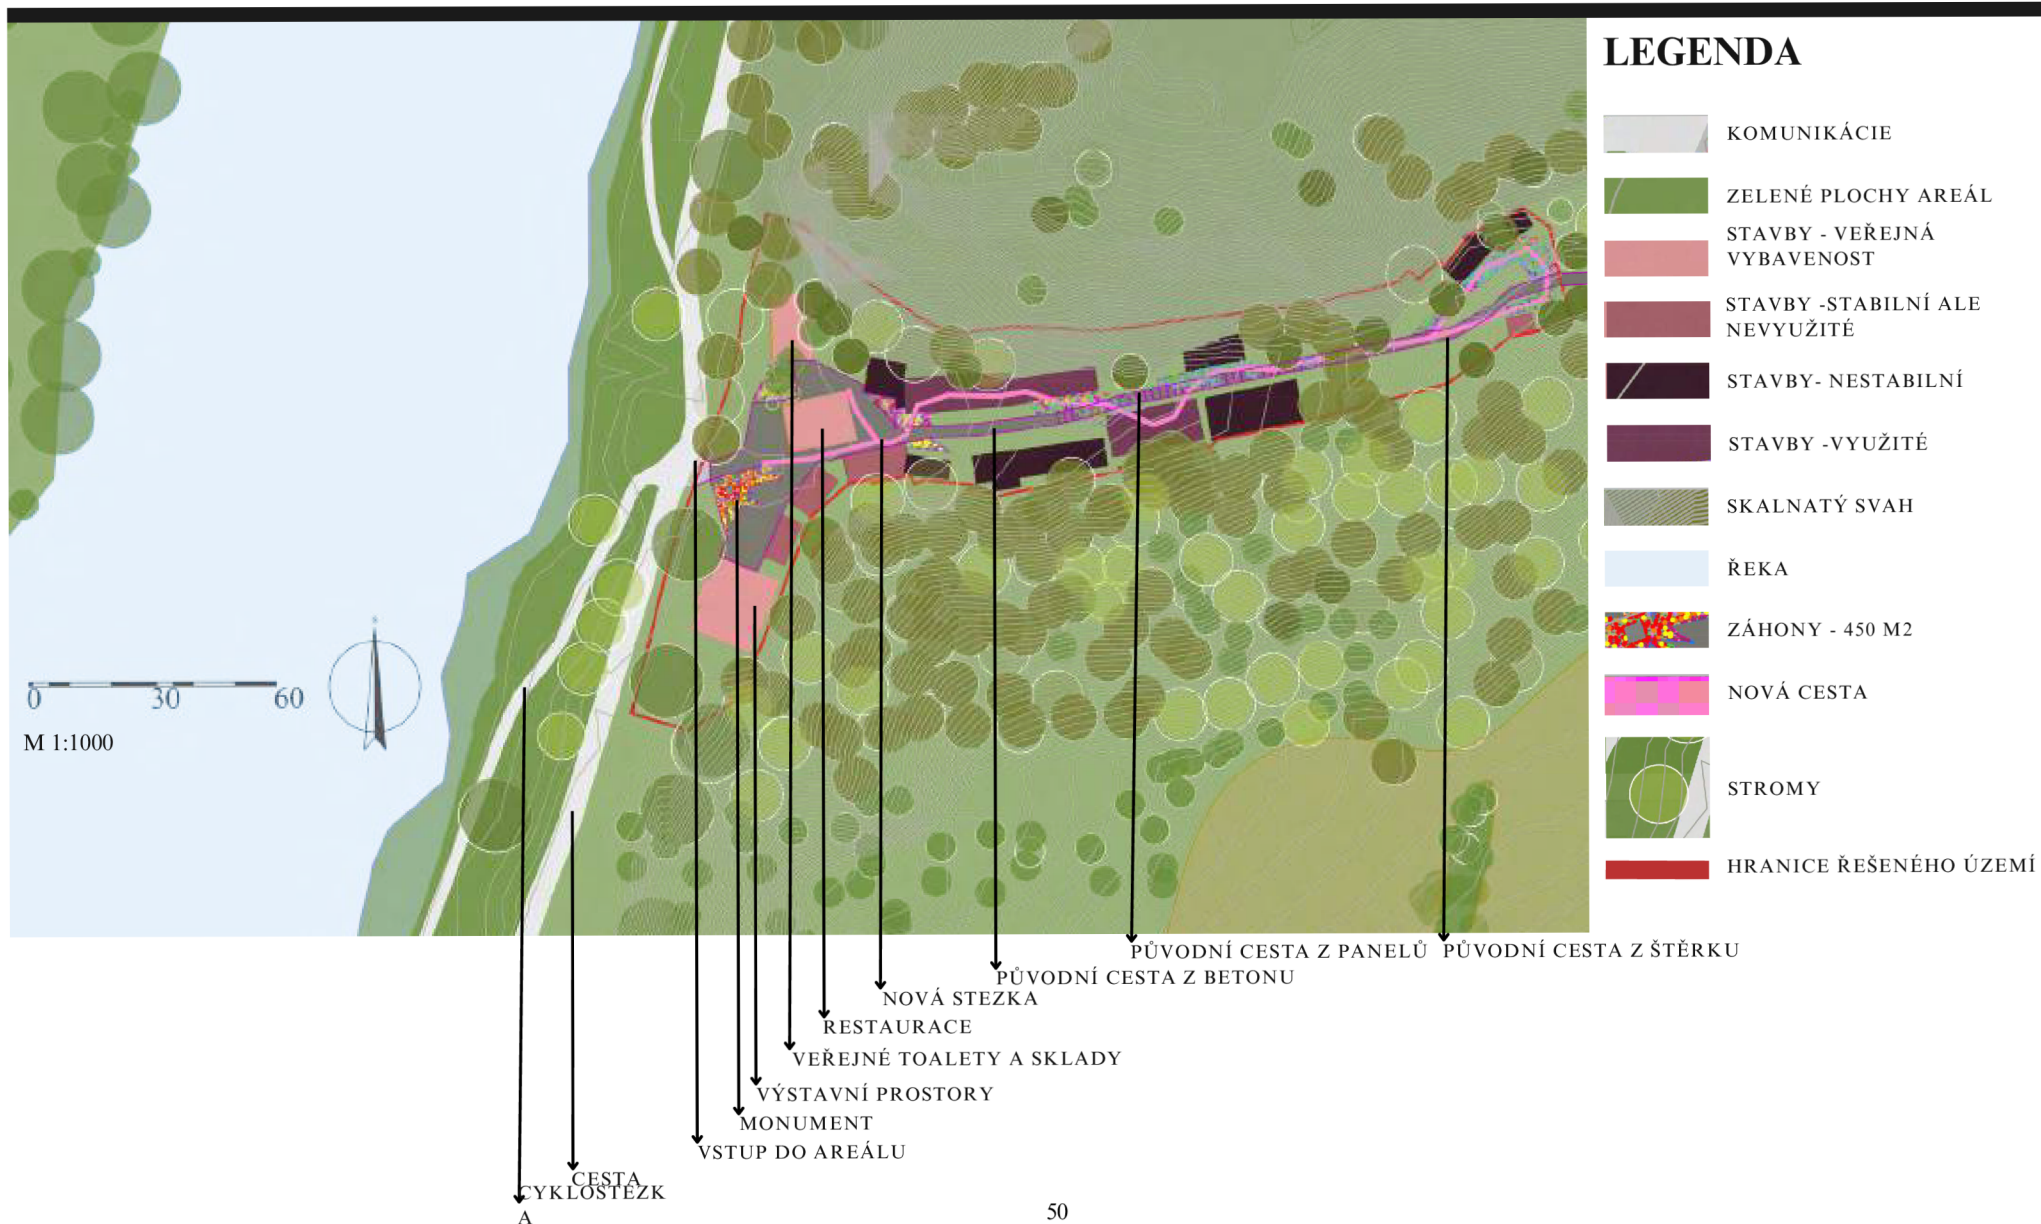 LEGENDA
KOMUNIKÁCIE
ZELENÉ PLOCHY AREÁL
STAVBY - VEŘEJNÁ
VYBAVENOST
STAVBY -STABILNÍ ALE
NEVYUŽITÉ
STAVBY- NESTABILNÍ
STAVBY -VYUŽITÉ
SKALNATÝ SVAH
ŘEKA
ZÁHONY - 450 M2
NOVÁ CESTA
STROMY
HRANICE ŘEŠENÉHO ÚZEMÍ
0 30 60
M 1:1000
PŮVODNÍ CESTA Z PANELŮ
PŮVODNÍ CESTA Z ŠTĚRKU
PŮVODNÍ CESTA Z BETONU
NOVÁ STEZKA
RESTAURACE
VEŘEJNÉ TOALETY A SKLADY
VÝSTAVNÍ PROSTORY
MONUMENT
VSTUP DO AREÁLU
CESTA
CYKLOSTEZK
A
50